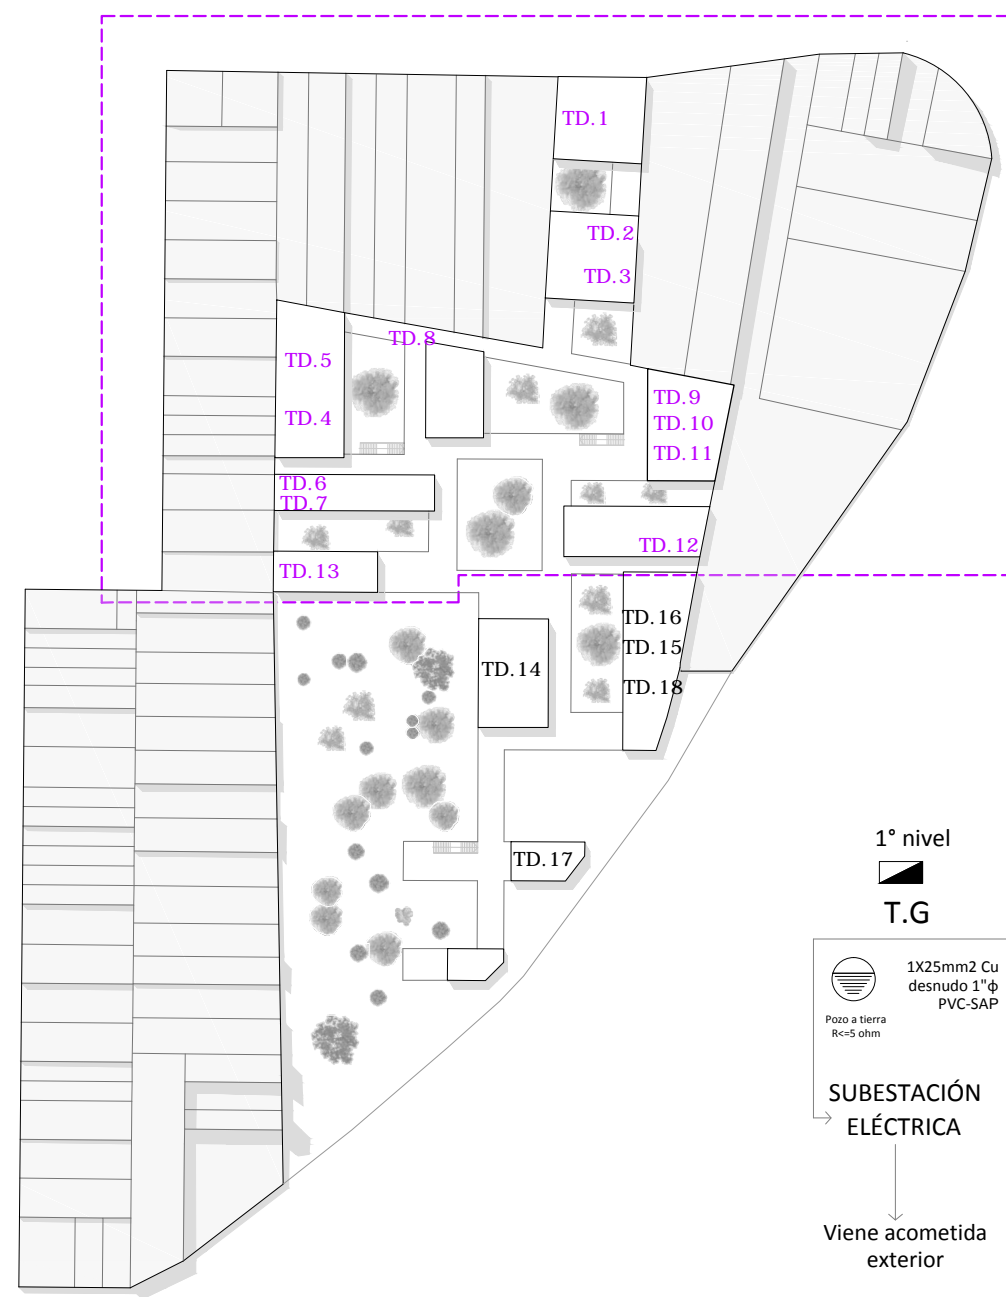 TD.1
TD.2
TD.3
TD.8
TD.5
TD.4
TD.9
TD.10
TD.11
TD.6
TD.7
TD.12
TD.13
TD.16
TD.15
TD.14
TD.18
TD.17
1° nivel
T.G
1X25mm2 Cu
desnudo 1"ϕ
PVC-SAP
Pozo a tierra
R<=5 ohm
SUBESTACIÓN
ELÉCTRICA
Viene acometida
exterior